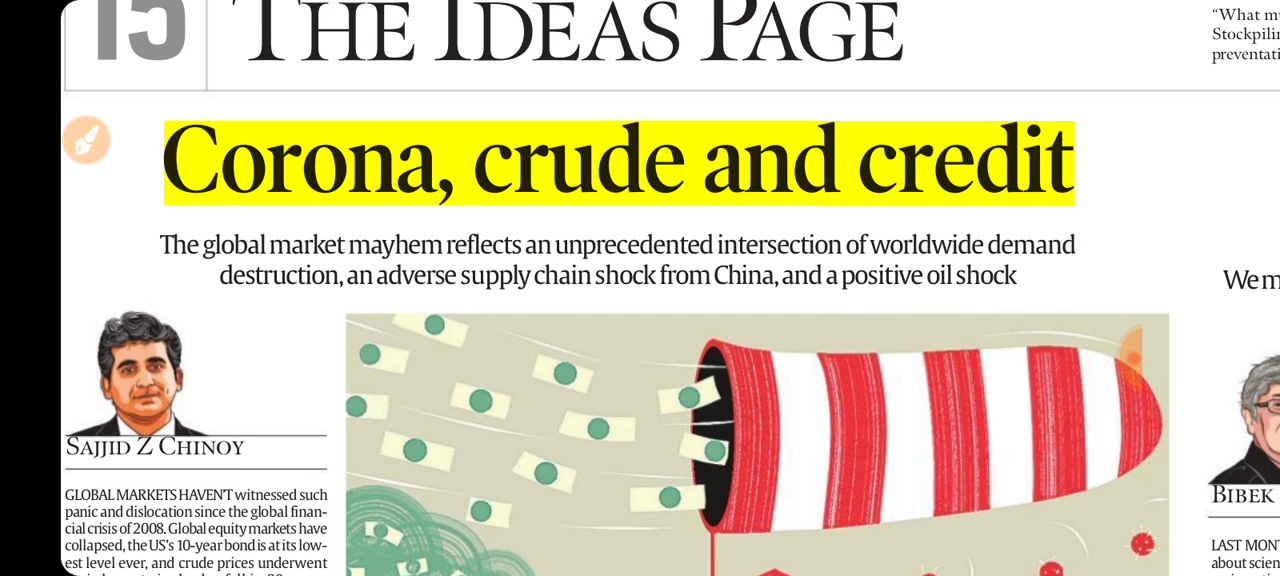 15
THE IDEAS PAGE
Stockpilin
Corona, crude and credit
The global market mayhem reflects an unprecedented intersection of worldwide demand
destruction, an adverse supply chain shock from China, and a positive oil shock
We m
SAJJID Z CHINOY
GLOBAL MARKETS HAVEN'T witnessed such
panic and dislocation since the global finan-
cial crisis of 2008. Global equity markets have
collapsed, the US's 10-year bond is at its low-
est level ever, and crude prices underwent
BIBEK
LAST MONT
about scien
“What m
preventati